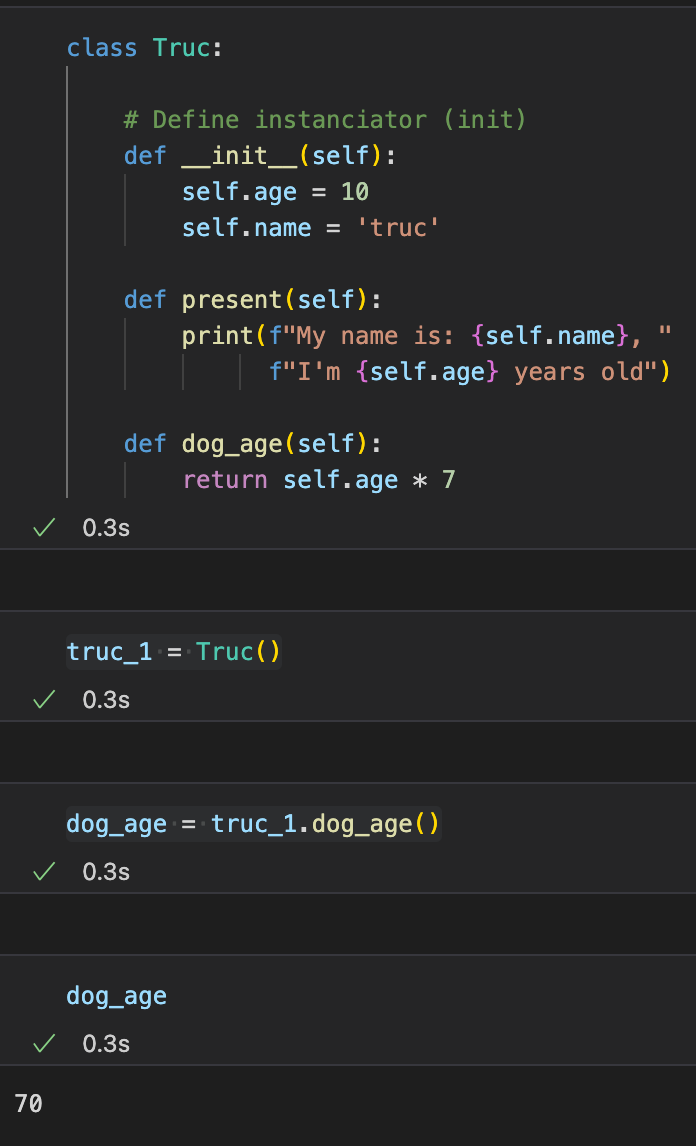 class Truc:
# Define instanciator (init)
def __init__(self):
self.age = 10
self.name = 'truc'
def present(self):
print(f"My name is: {self.name}, "
f"I'm {self.age} years old")
def dog_age(self):
return self.age * 7
0.3s
truc_1 = Truc()
0.3s
dog_age = truc_1.dog_age()
0.3s
dog_age
0.3s
70